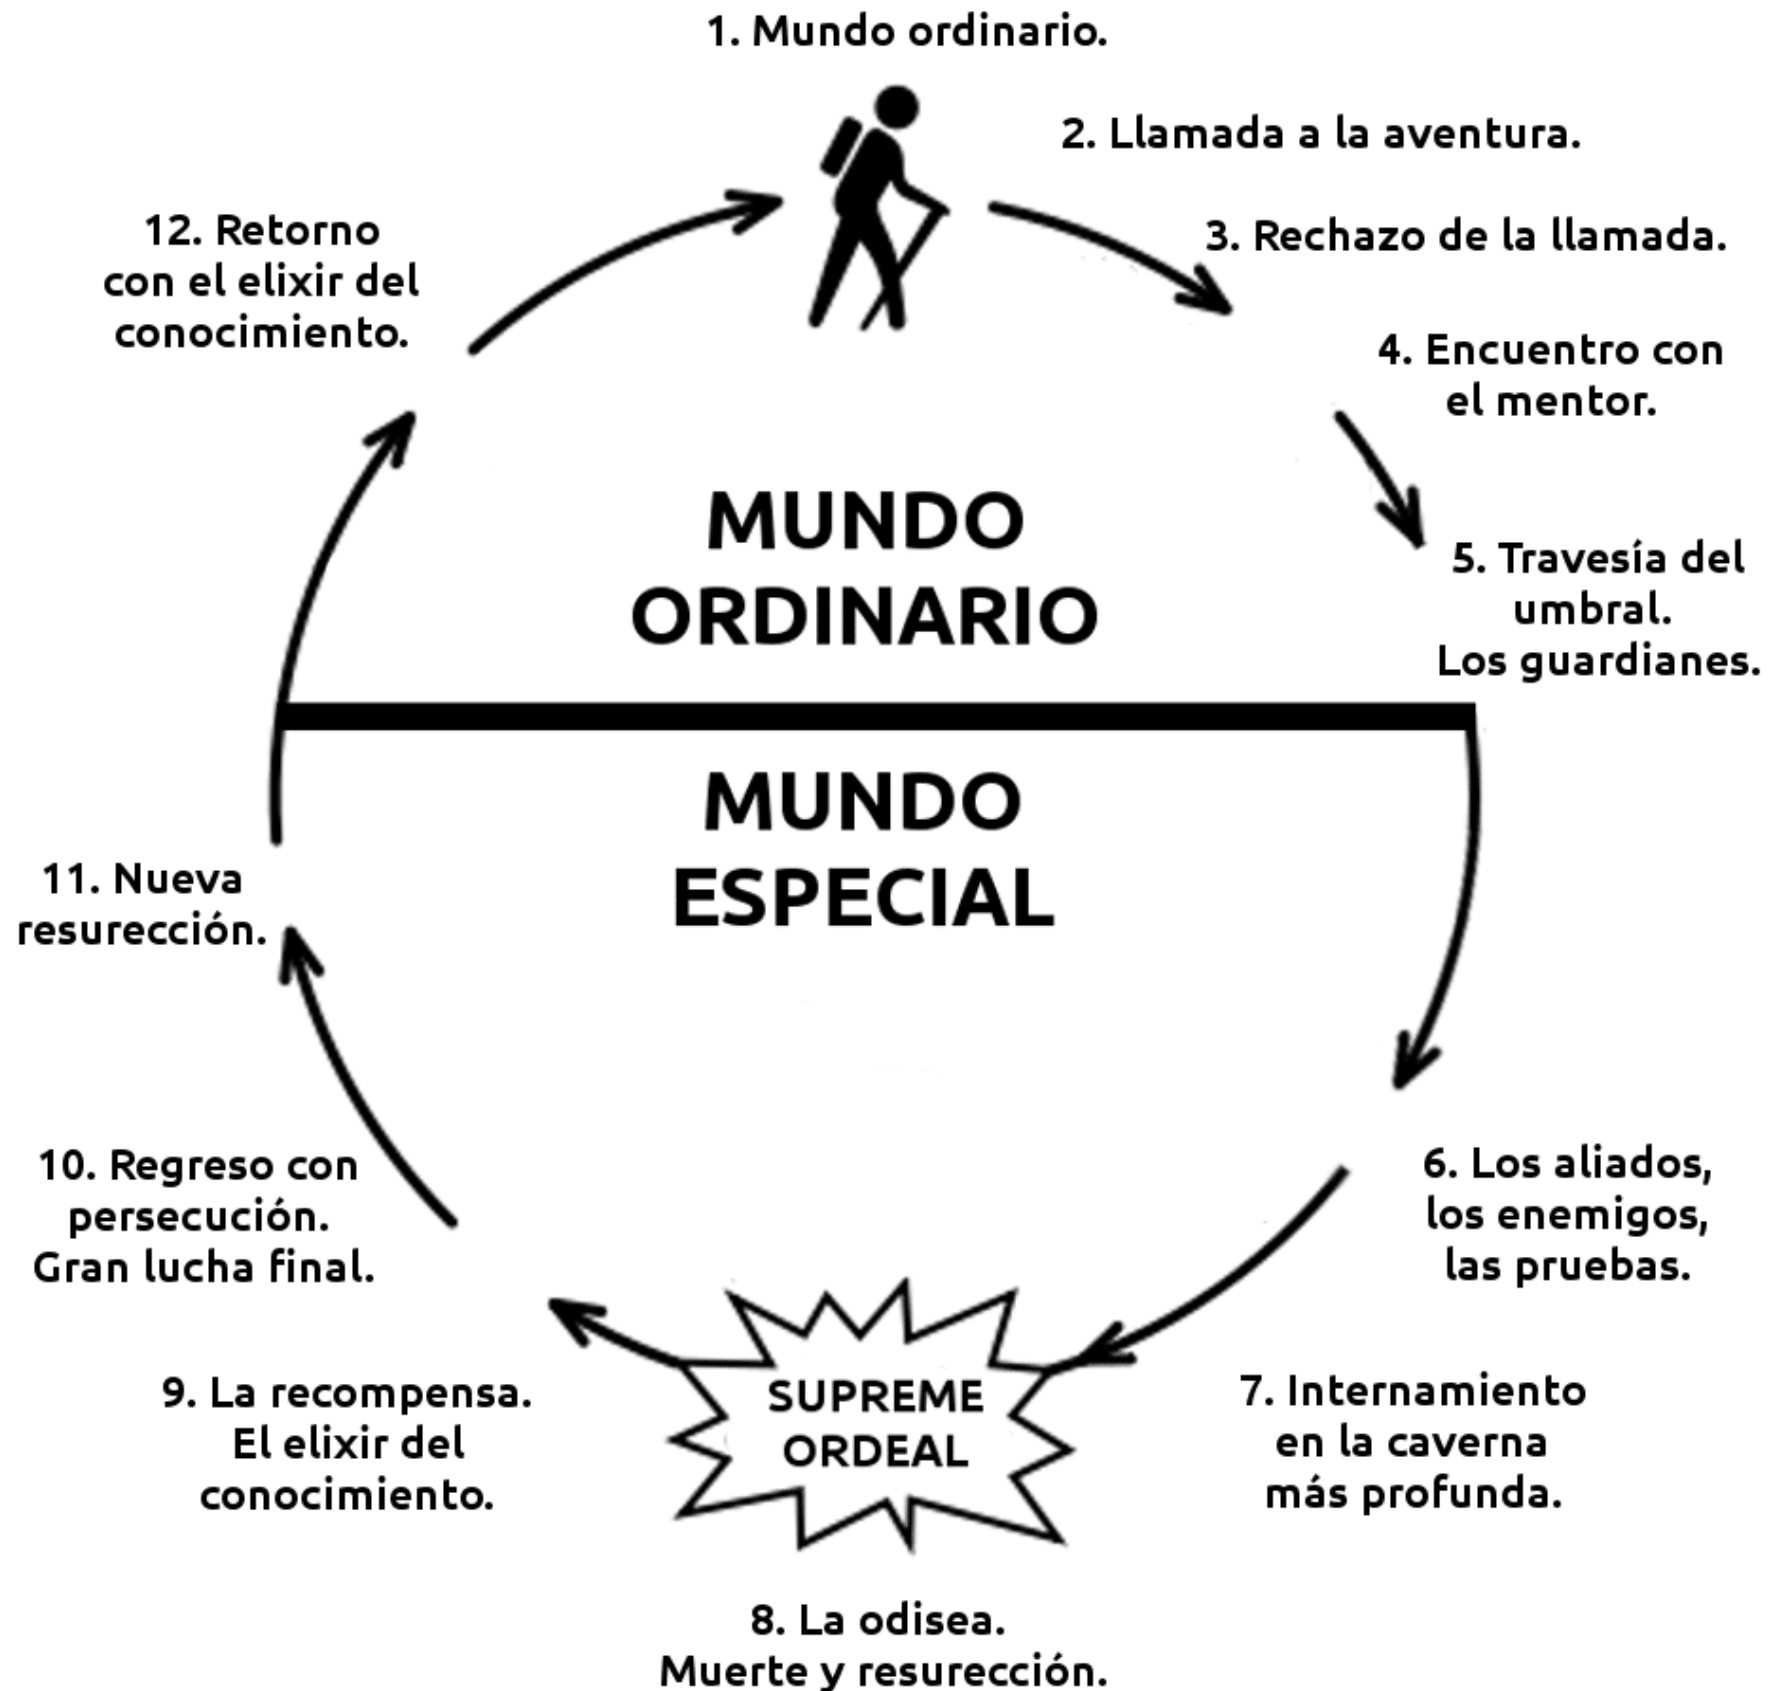 1. Mundo ordinario.
2. Llamada a la aventura.
3. Rechazo de la llamada.
4. Encuentro con
el mentor.
5. Travesía del
umbral.
Los guardianes.
6. Los aliados,
los enemigos,
las pruebas.
7. Internamiento
en la caverna
más profunda.
8. La odisea.
Muerte y resurección.
9. La recompensa.
El elixir del
conocimiento.
10. Regreso con
persecución.
Gran lucha final.
11. Nueva
resurección.
12. Retorno
con el elixir del
conocimiento.
MUNDO
ORDINARIO
MUNDO
ESPECIAL
SUPREME
ORDEAL